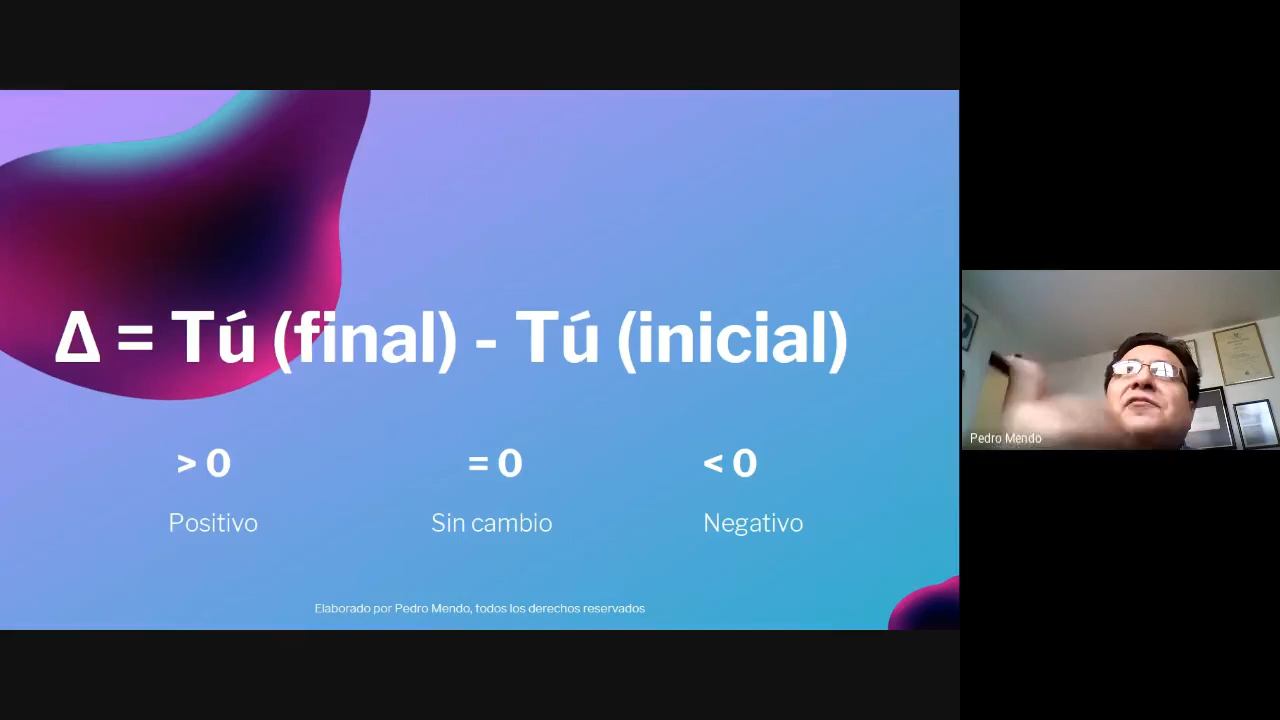 Δ = Tú (final) - Tú (inicial)
> 0
= 0
< 0
Positivo
Sin cambio
Negativo
Elaborado por Pedro Mendo, todos los derechos reservados
Pedro Mendo